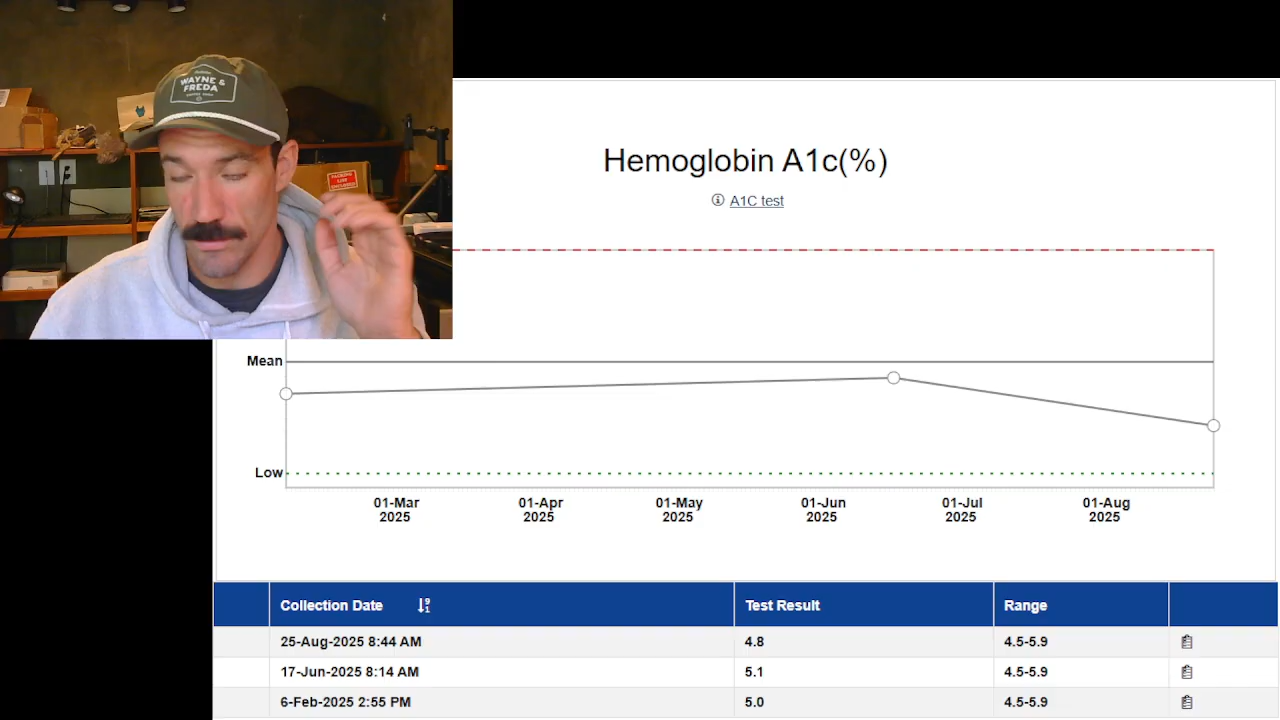 WAYNE &
FREDA
PACKING
LIST
ENCLOSED
Hemoglobin A1c(%)
A1C test
Mean
Low
01-Mar
2025
01-Apr
2025
01-May
2025
01-Jun
2025
01-Jul
2025
01-Aug
2025
Collection Date
Test Result
Range
25-Aug-2025 8:44 AM 4.8 4.5-5.9
17-Jun-2025 8:14 AM 5.1 4.5-5.9
6-Feb-2025 2:55 PM 5.0 4.5-5.9